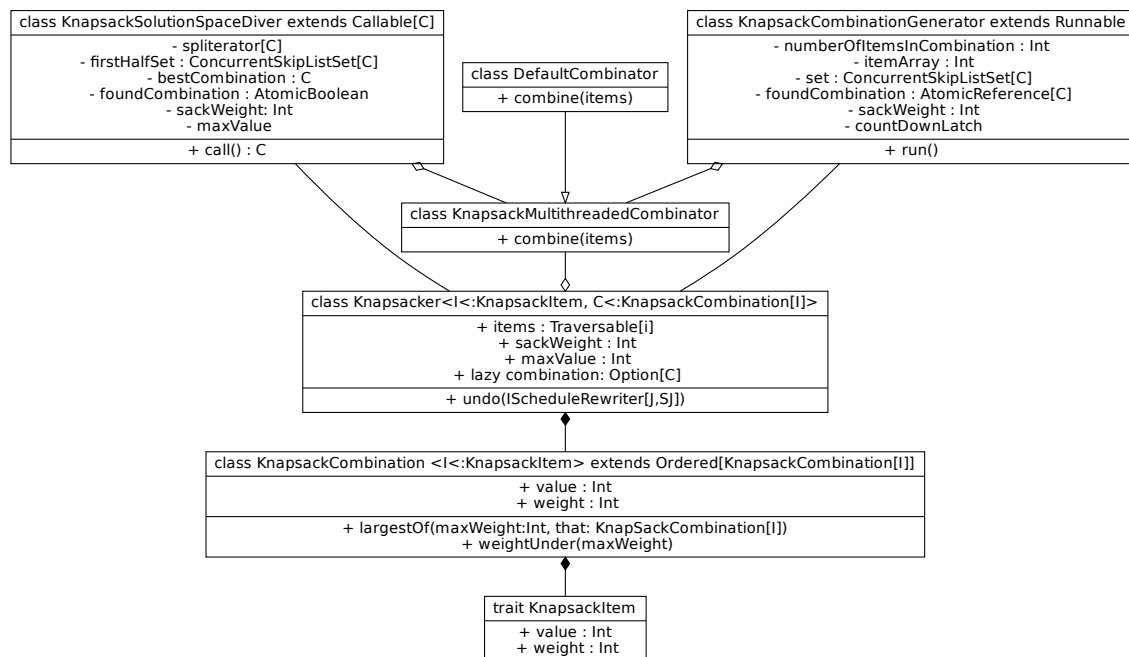 class KnapsackSolutionSpaceDiver extends Callable[C]
- spliterator[C]
- firstHalfSet : ConcurrentSkipListSet[C]
- bestCombination : C
- foundCombination : AtomicBoolean
- sackWeight: Int
- maxValue
+ call() : C
class DefaultCombinator
+ combine(items)
class KnapsackCombinationGenerator extends Runnable
- numberOfItemsInCombination : Int
- itemArray : Int
- set : ConcurrentSkipListSet[C]
- foundCombination : AtomicReference[C]
- sackWeight : Int
- countDownLatch
+ run()
class KnapsackMultithreadedCombinator
+ combine(items)
class Knapsacker<I<:KnapsackItem, C<:KnapsackCombination[I]>
+ items : Traversable[i]
+ sackWeight : Int
+ maxValue : Int
+ lazy combination: Option[C]
+ undo(IScheduleRewriter[J,SJ])
class KnapsackCombination <I<:KnapsackItem> extends Ordered[KnapsackCombination[I]]
+ value : Int
+ weight : Int
+ largestOf(maxWeight:Int, that: KnapSackCombination[I])
+ weightUnder(maxWeight)
trait KnapsackItem
+ value : Int
+ weight : Int